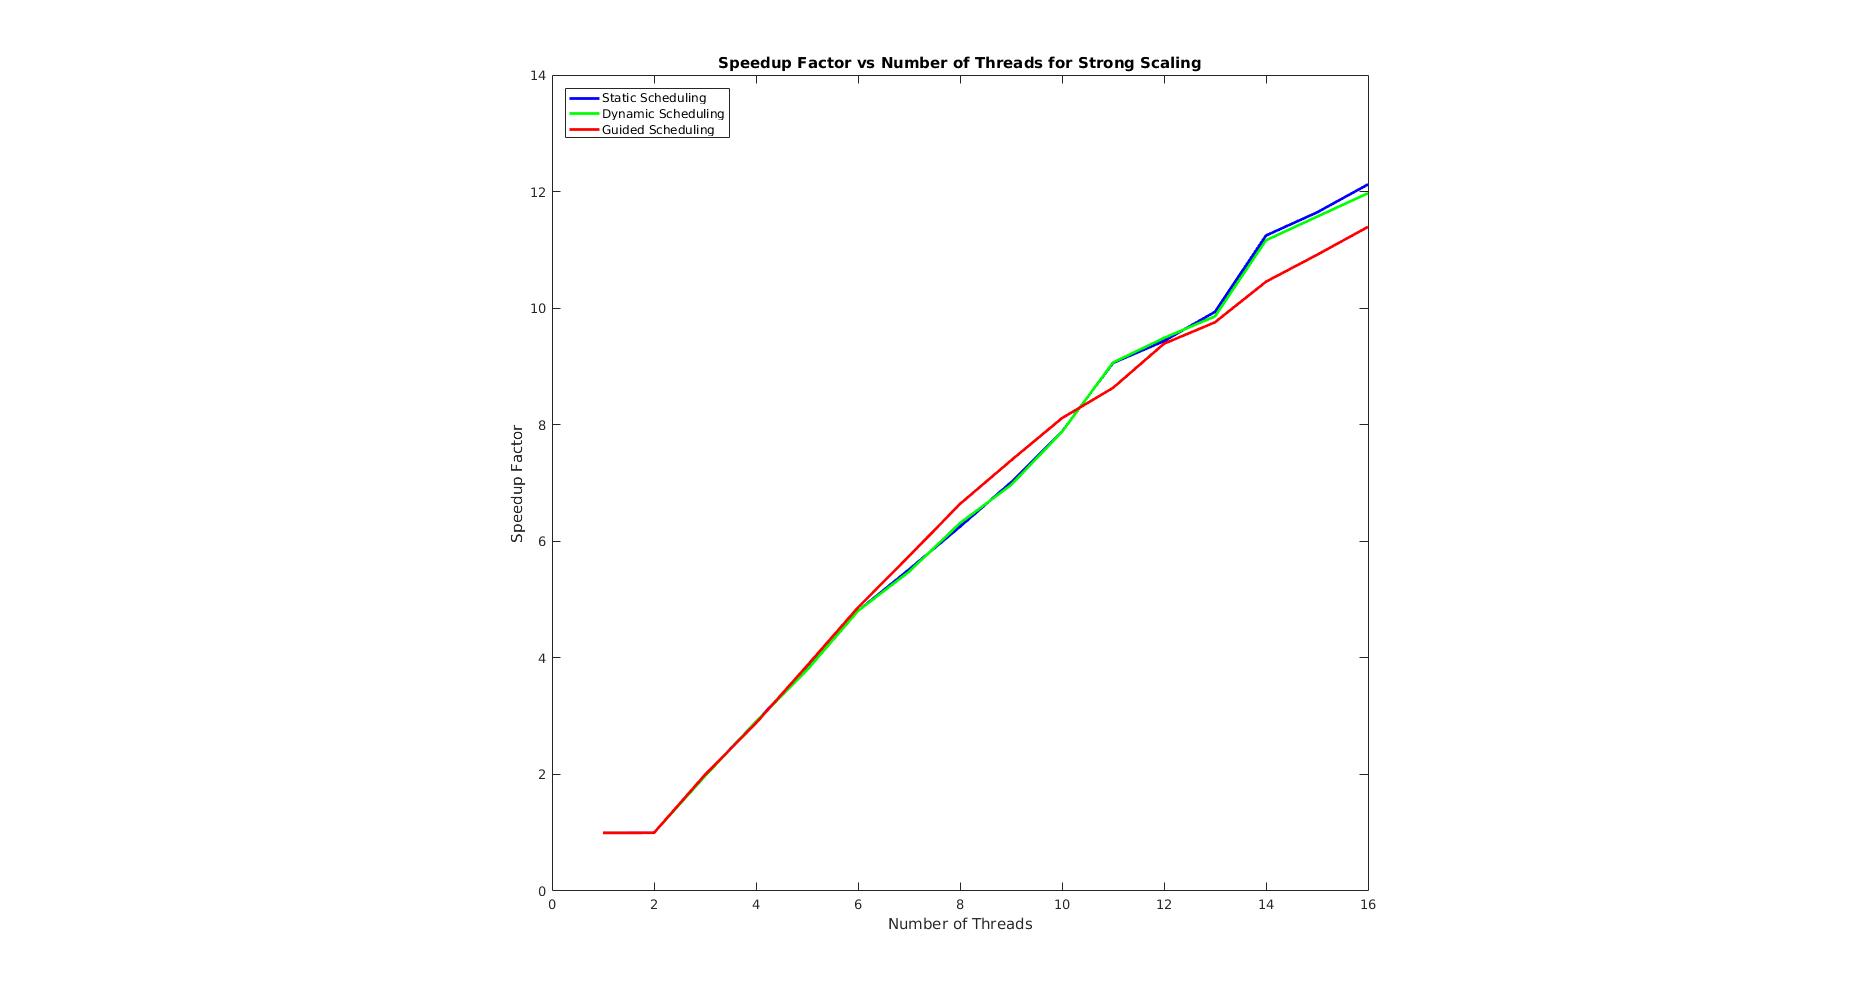 Speedup Factor vs Number of Threads for Strong Scaling
Static Scheduling
Dynamic Scheduling
Guided Scheduling
14
12
10
8
6
4
2
0
Speedup Factor
0 2 4 6 8 10 12 14 16
Number of Threads